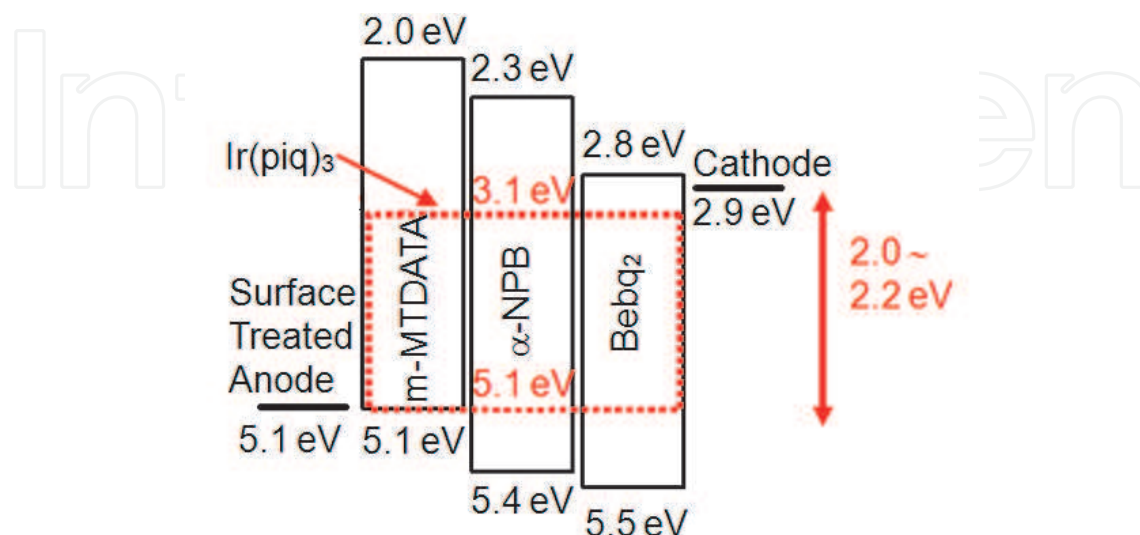 2.0 eV
2.3 eV
Ir(piq)₃
2.8 eV
Cathode
3.1 eV
2.9 eV
2.0 ~
2.2 eV
Surface
Treated
Anode
m-MTDATA
α-NPB
Bebq₂
5.1 eV
5.1 eV
5.1 eV
5.4 eV
5.5 eV